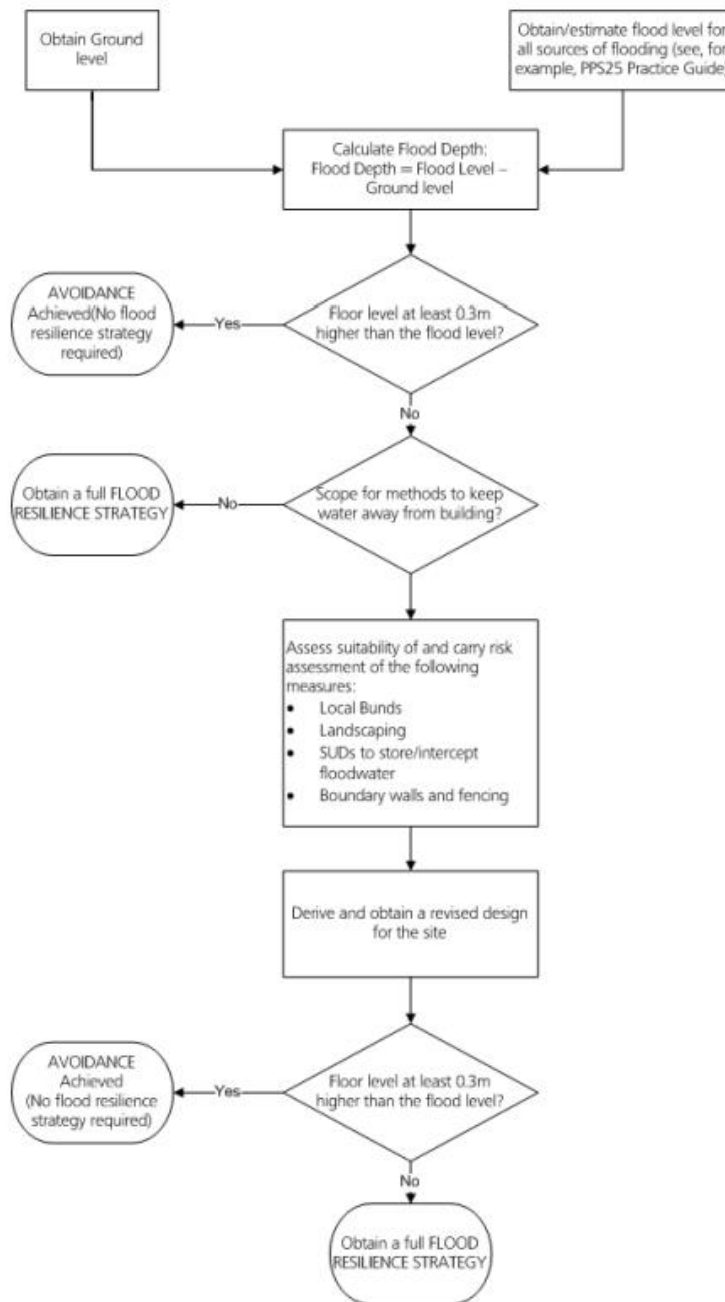 Obtain Ground
level
Obtain/estimate flood level for
all sources of flooding (see, for
example, PPS25 Practice Guide)
Calculate Flood Depth:
Flood Depth = Flood Level –
Ground level
Floor level at least 0.3m
higher than the flood level?
Yes
AVOIDANCE
Achieved(No flood
resilience strategy
required)
No
Scope for methods to keep
water away from building?
No
Obtain a full FLOOD
RESILIENCE STRATEGY
Assess suitability of and carry risk
assessment of the following
measures:
• Local Bunds
• Landscaping
• SUDs to store/intercept
floodwater
• Boundary walls and fencing
Derive and obtain a revised design
for the site
Floor level at least 0.3m
higher than the flood level?
Yes
AVOIDANCE
Achieved
(No flood resilience
strategy required)
No
Obtain a full FLOOD
RESILIENCE STRATEGY